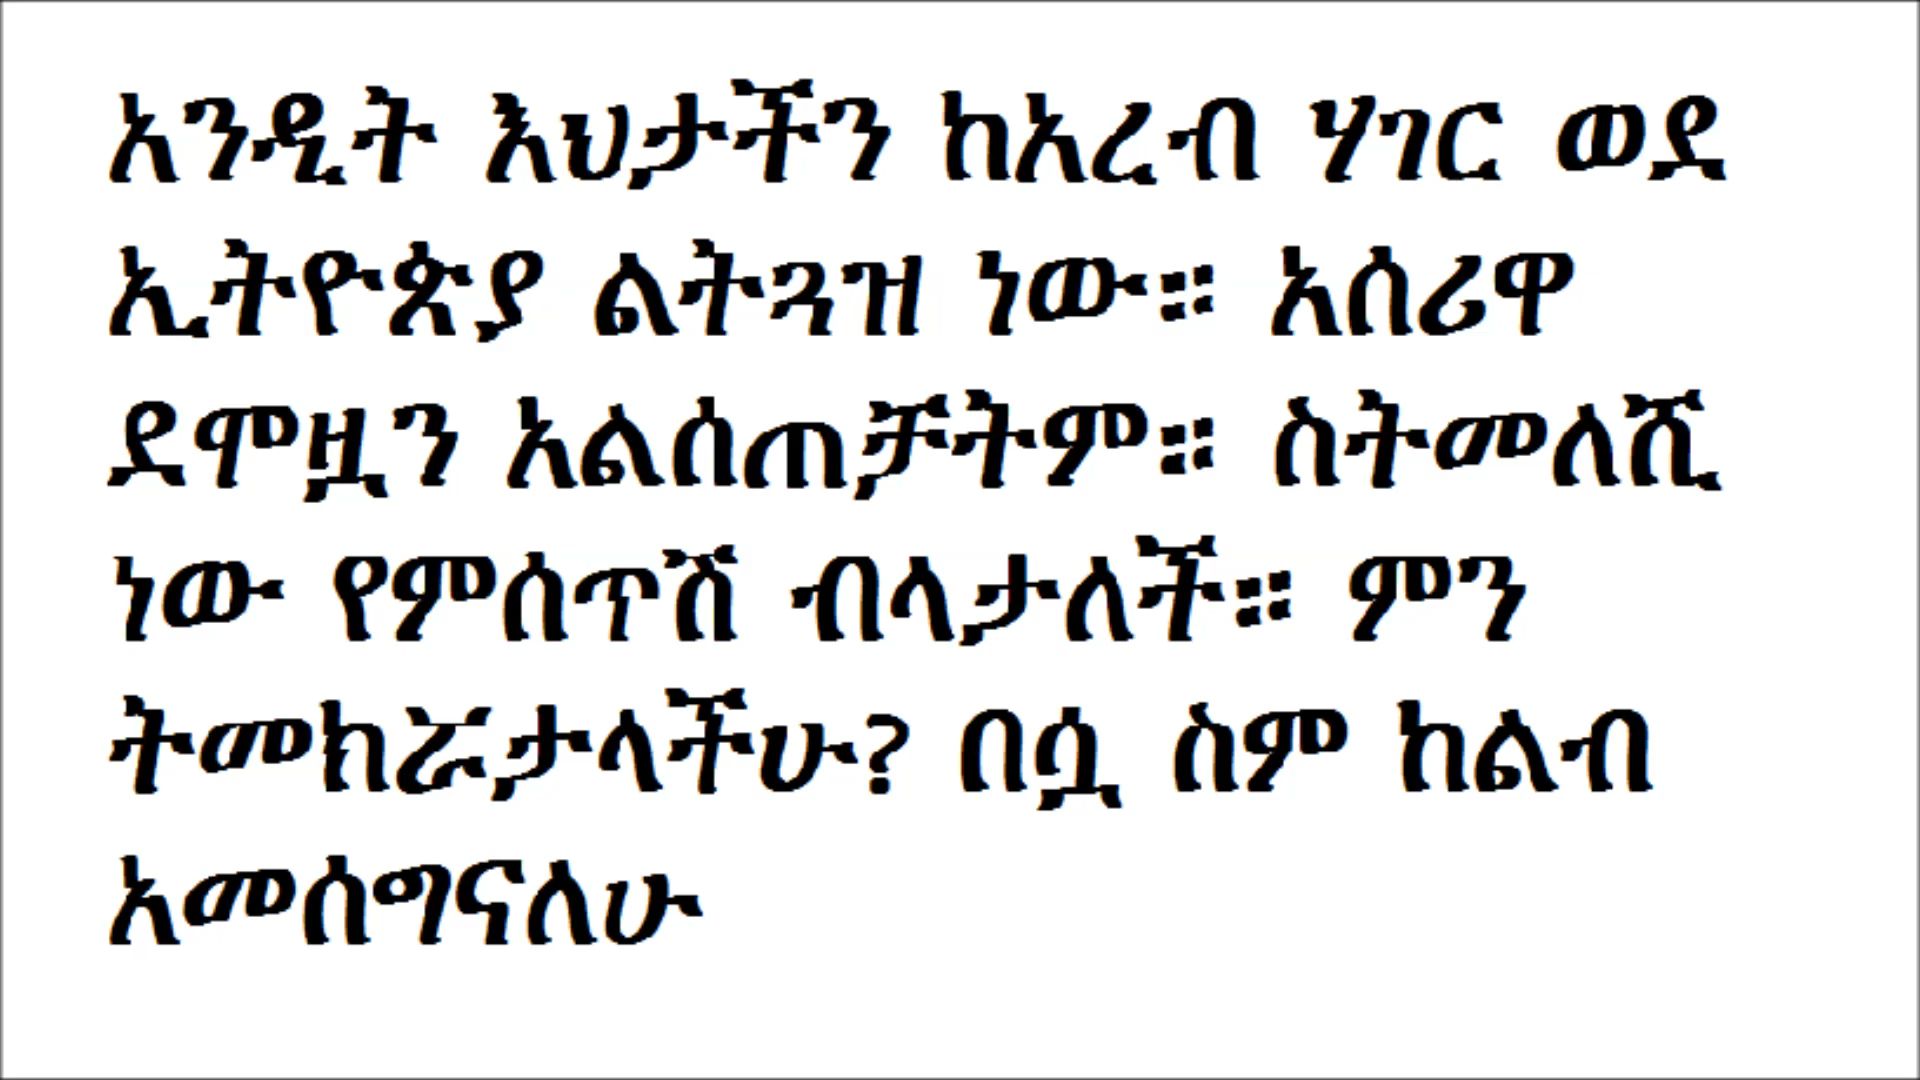 አንዲት እህታችን ከአረብ ሃገር ወደ
ኢትዮጵያ ልትጓዝ ነው። አሰሪዋ
ደሞዟን አልሰጠቻትም። ስትመለሺ
ነው የምሰጥሽ ብላታለች። ምን
ትመክሯታላችሁ? በሷ ስም ከልብ
አመሰግናለሁ